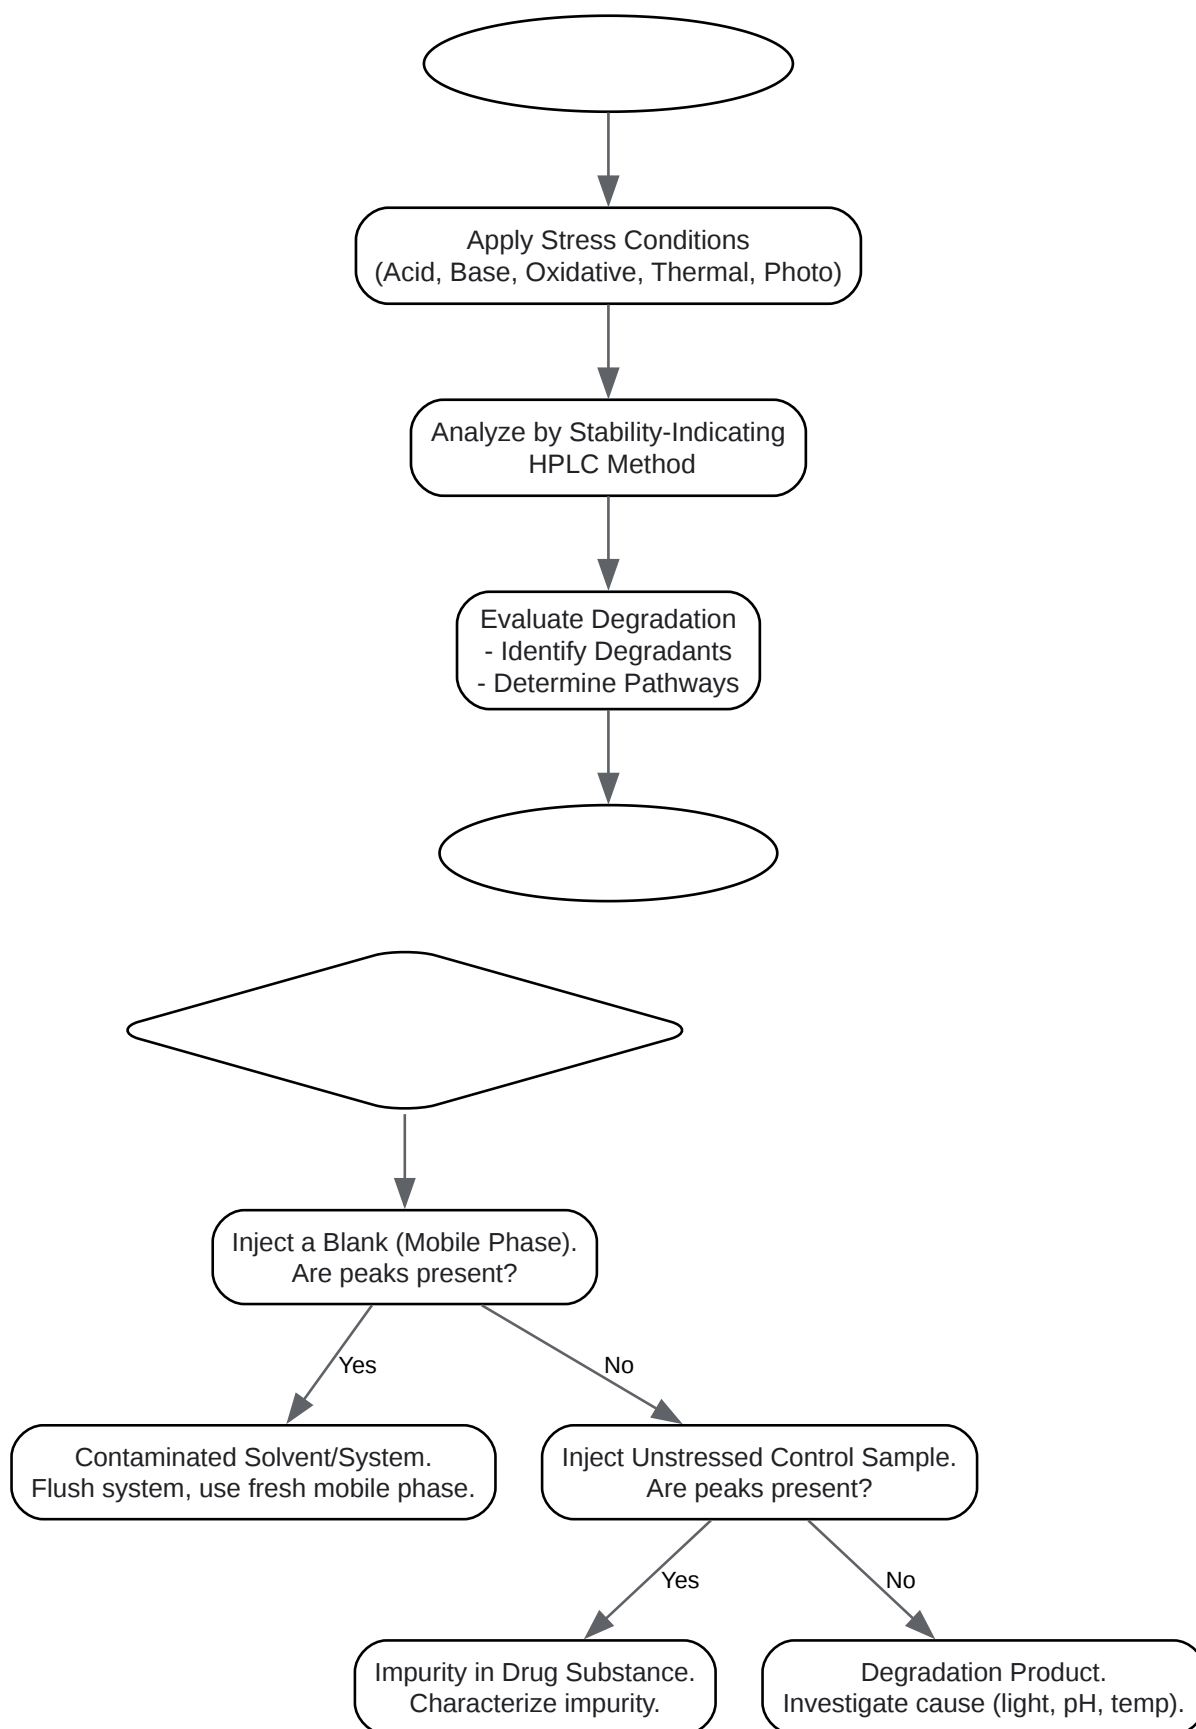 Apply Stress Conditions
(Acid, Base, Oxidative, Thermal, Photo)
Analyze by Stability-Indicating
HPLC Method
Evaluate Degradation
- Identify Degradants
- Determine Pathways
Inject a Blank (Mobile Phase).
Are peaks present?
Yes
No
Contaminated Solvent/System.
Flush system, use fresh mobile phase.
Inject Unstressed Control Sample.
Are peaks present?
Yes
No
Impurity in Drug Substance.
Characterize impurity.
Degradation Product.
Investigate cause (light, pH, temp).